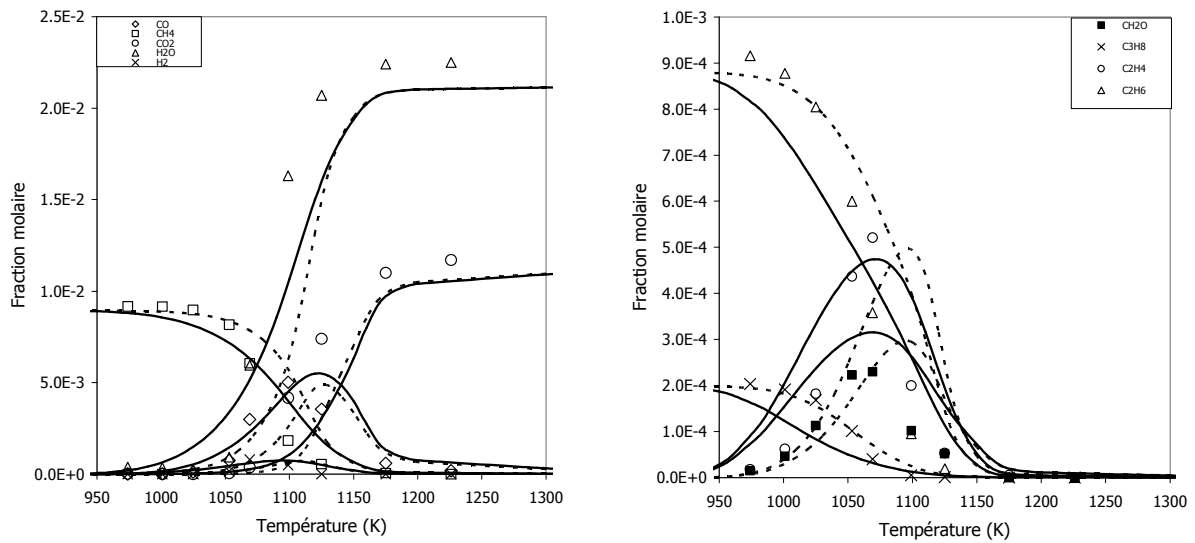 2.5E-2
2.0E-2
1.5E-2
1.0E-2
5.0E-3
0.0E+0
Fraction molaire
CO
CH4
CO2
H2O
H2
950 1000 1050 1100 1150 1200 1250 1300
Température (K)
1.0E-3
9.0E-4
8.0E-4
7.0E-4
6.0E-4
5.0E-4
4.0E-4
3.0E-4
2.0E-4
1.0E-4
0.0E+0
Fraction molaire
CH2O
C3H8
C2H4
C2H6
950 1000 1050 1100 1150 1200 1250 1300
Température (K)